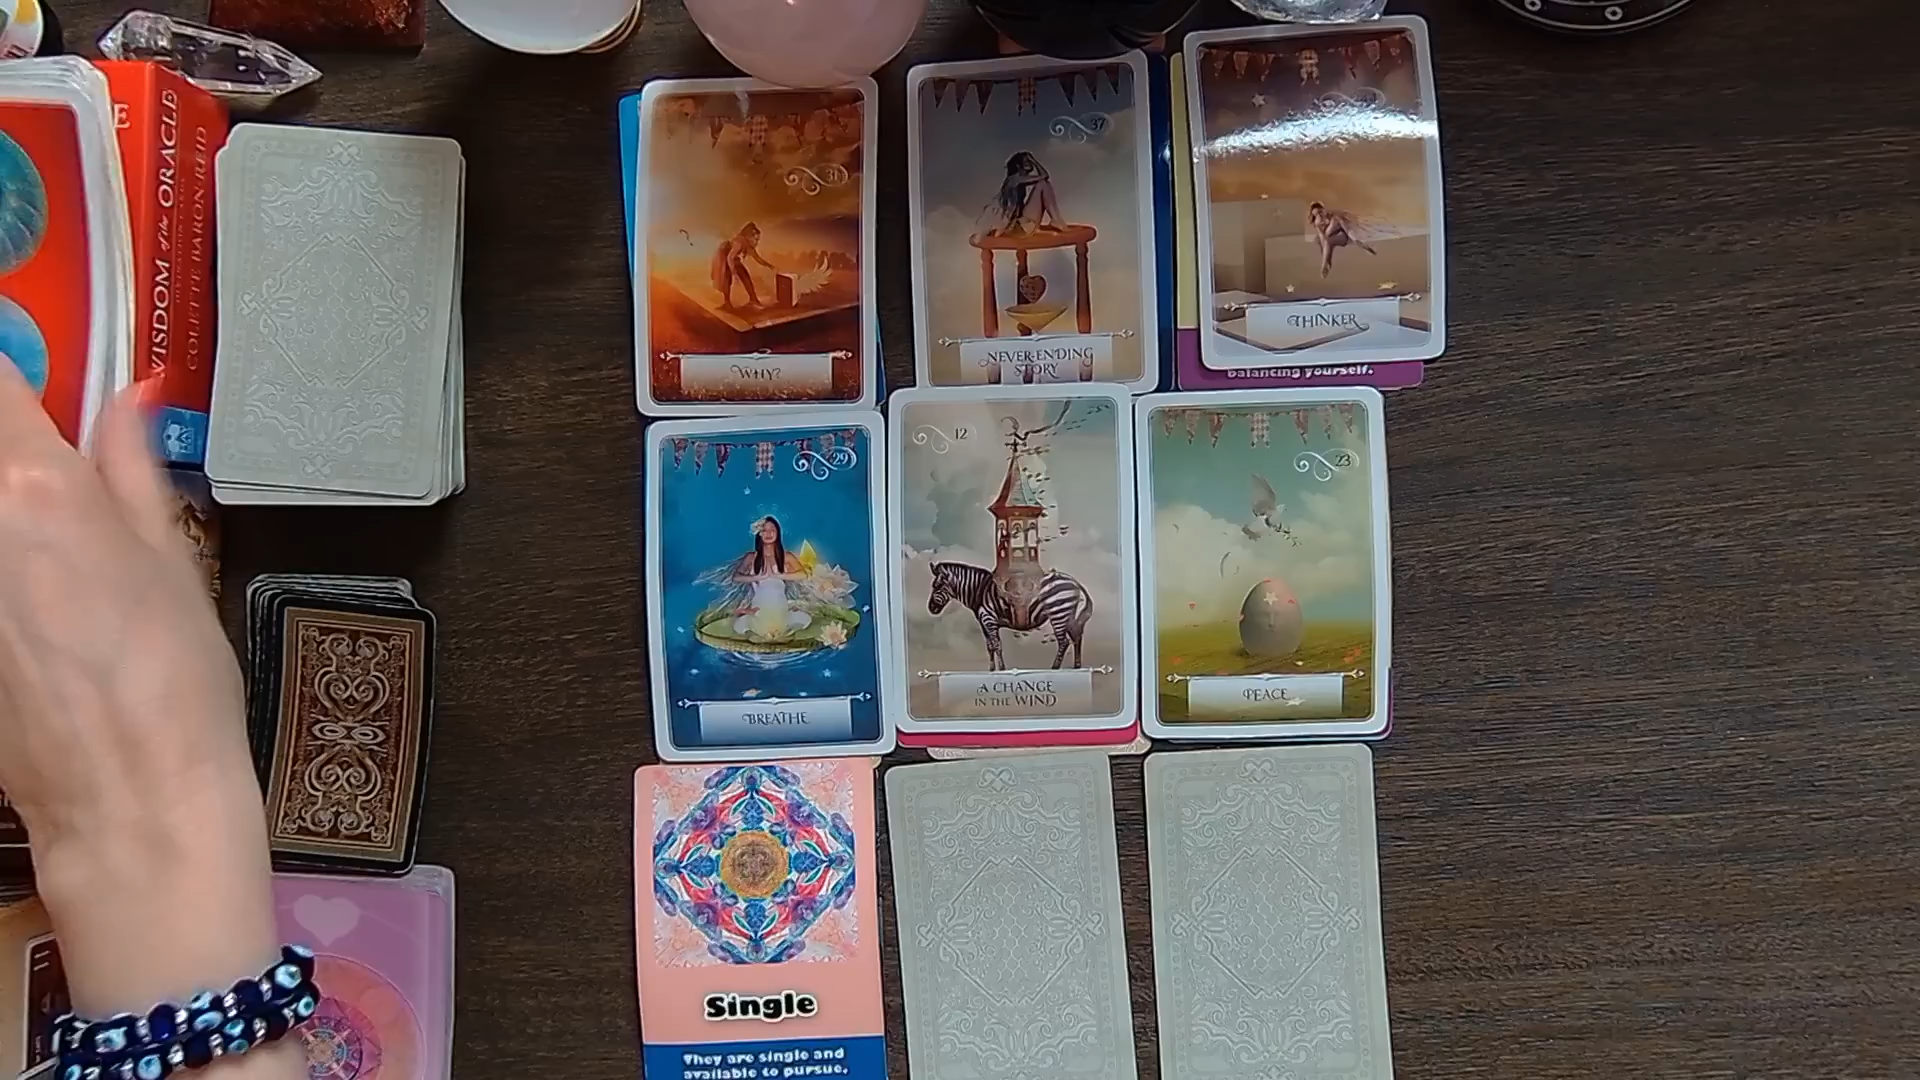 E
WISDOM of the ORACLE
COLETTE BARON-REID
31
WHY?
37
NEVER-ENDING
STORY
THINKER
balancing yourself.
29
BREATHE
12
A CHANGE
IN THE WIND
23
PEACE
Single
They are single and
available to pursue,